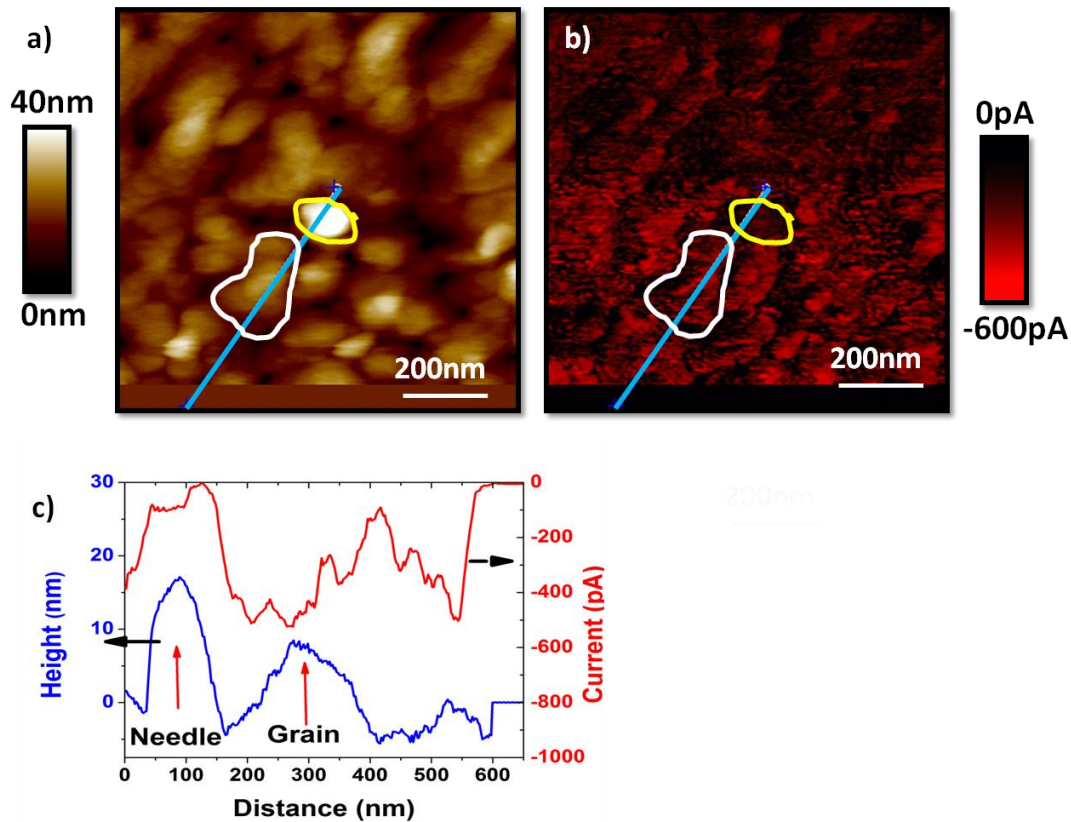 a)
40nm
0nm
200nm
b)
0pA
-600pA
200nm
200nm
c)
30
20
10
0
Height (nm)
0
-200
-400
-600
-800
-1000
Current(pA)
Needle
Grain
0
100
200
300
400
500
600
Distance (nm)